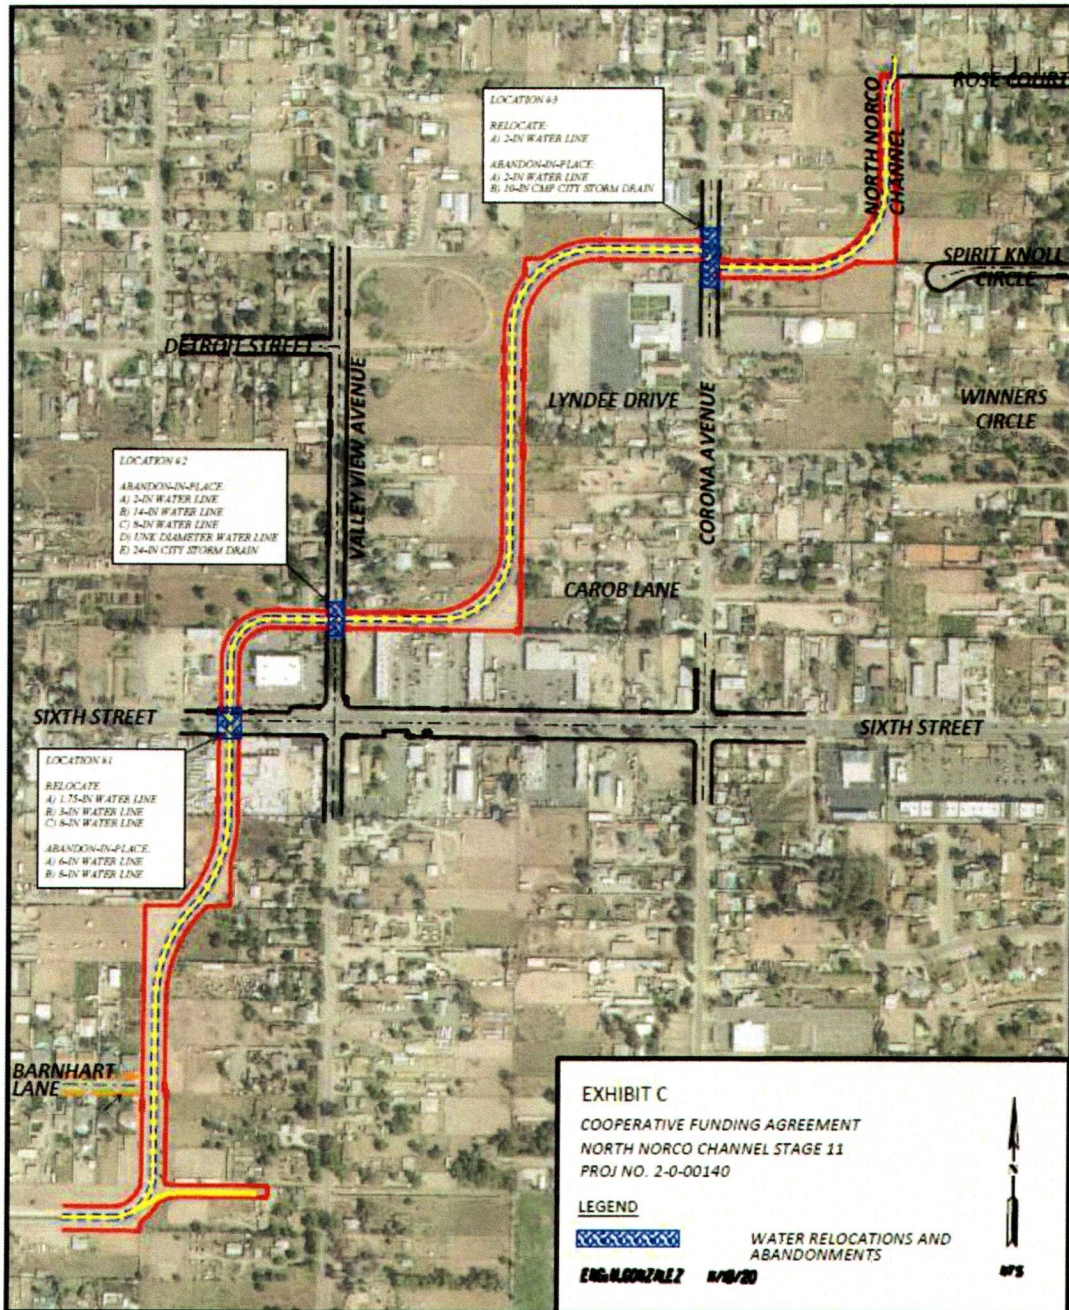 ROSE COURT
LOCATION #3
RELOCATE:
A) 2-IN WATER LINE
ABANDON-IN-PLACE:
A) 2-IN WATER LINE
B) 10-IN CMP CITY STORM DRAIN
NORTH NORCO
CHANNEL
SPIRIT KNOLL
CIRCLE
DETROIT STREET
VALLEY VIEW AVENUE
LYNDEE DRIVE
CORONA AVENUE
WINNERS
CIRCLE
LOCATION #2
ABANDON-IN-PLACE:
A) 2-IN WATER LINE
B) 14-IN WATER LINE
C) 8-IN WATER LINE
D) UNK DIAMETER WATER LINE
E) 24-IN CITY STORM DRAIN
CAROB LANE
SIXTH STREET
SIXTH STREET
LOCATION #1
RELOCATE
A) 1.75-IN WATER LINE
B) 3-IN WATER LINE
C) 8-IN WATER LINE
ABANDON-IN-PLACE:
A) 6-IN WATER LINE
B) 8-IN WATER LINE
BARNHART
LANE
EXHIBIT C
COOPERATIVE FUNDING AGREEMENT
NORTH NORCO CHANNEL STAGE 11
PROJ NO. 2-0-00140
N
LEGEND
WATER RELOCATIONS AND
ABANDONMENTS
ENG: M.GONZALEZ 11/18/20
NTS